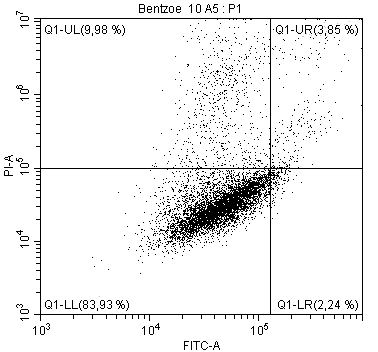 Bentzoe 10 A5 : P1
Q1-UL(9,98 %)
Q1-UR(3,85 %)
10^7
10^6
10^5
PI-A
10^4
Q1-LL(83,93 %)
Q1-LR(2,24 %)
10^3
10^3 10^4 10^5
FITC-A